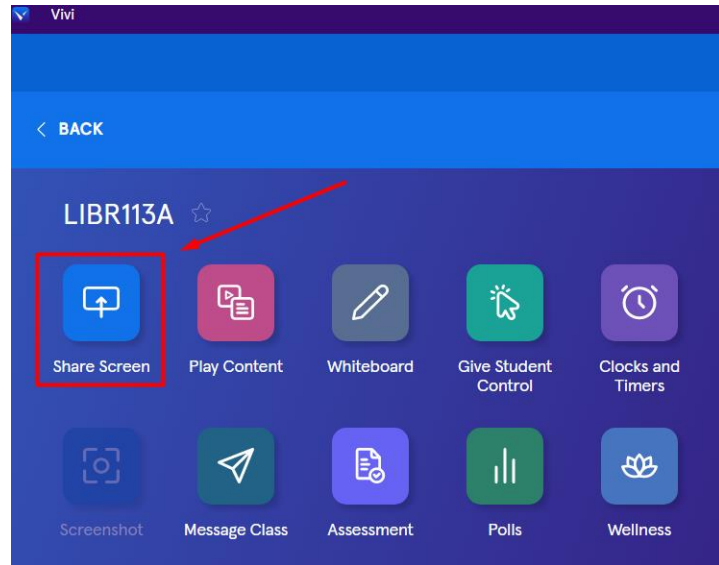 Vivi
BACK
LIBR113A
Share Screen
Play Content
Whiteboard
Give Student
Control
Clocks and
Timers
Screenshot
Message Class
Assessment
Polls
Wellness